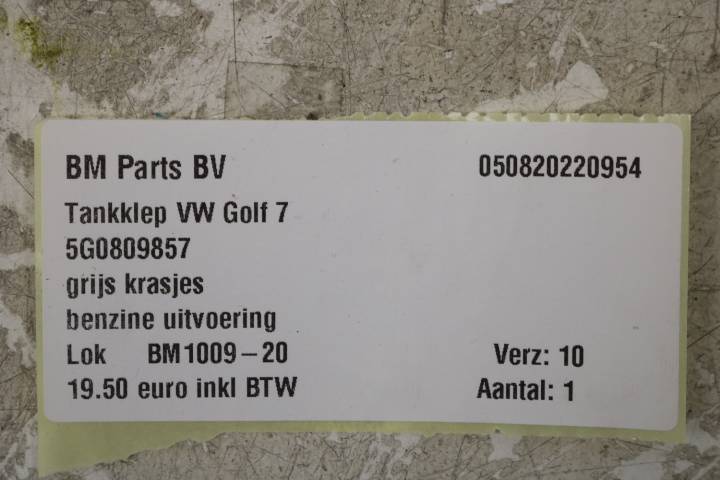 BM Parts BV 050820220954
Tankklep VW Golf 7
5G0809857
grijs krasjes
benzine uitvoering
Lok BM1009-20 Verz: 10
19.50 euro inkl BTW Aantal: 1